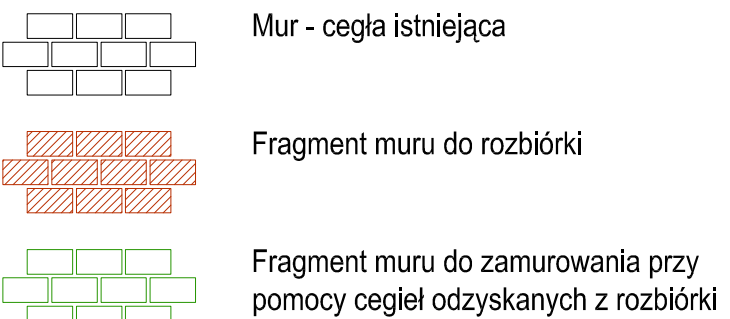 Mur - cegła istniejąca
Fragment muru do rozbiórki
Fragment muru do zamurowania przy
pomocy cegieł odzyskanych z rozbiórki